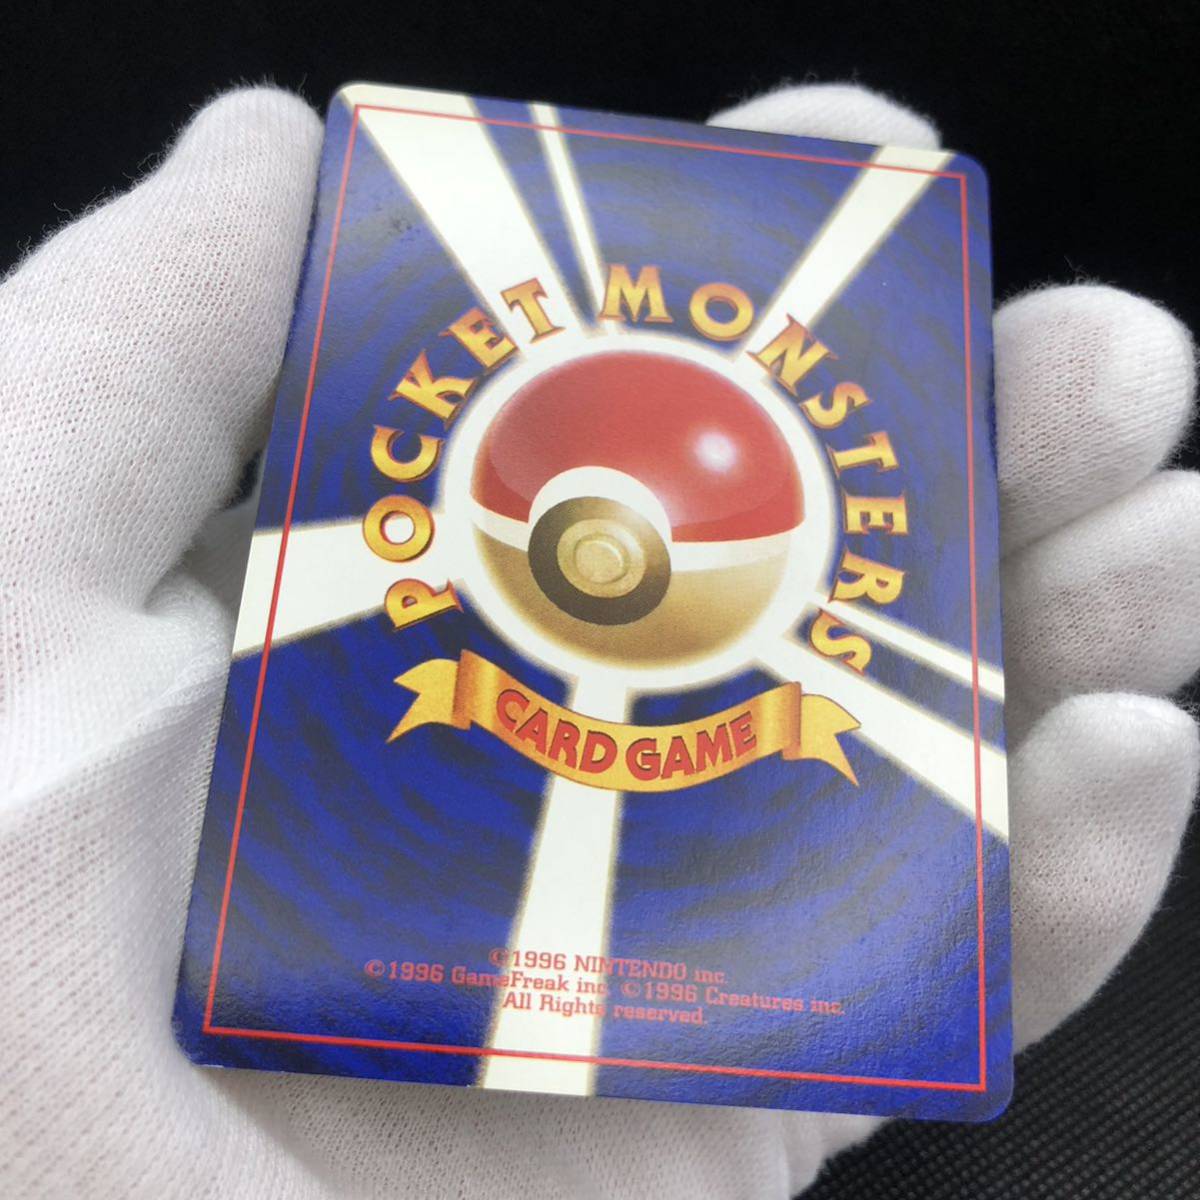 POCKET MONSTERS
CARD GAME
©1996 NINTENDO inc.
©1996 GameFreak inc. ©1996 Creatures inc.
All Rights reserved.